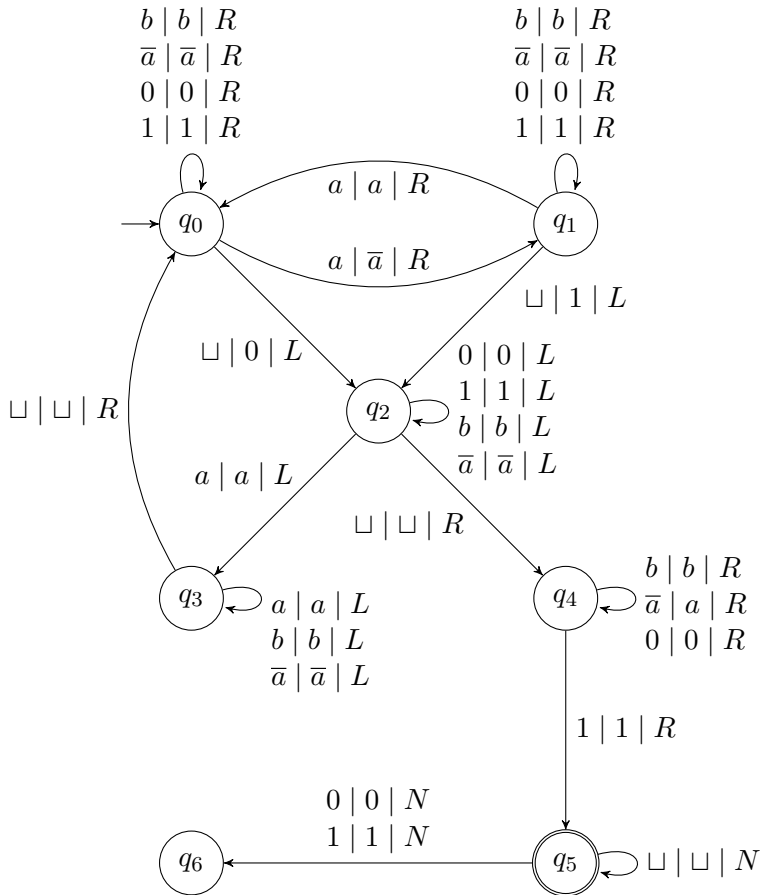 b | b | R b | b | R
a̅ | a̅ | R a̅ | a̅ | R
0 | 0 | R 0 | 0 | R
1 | 1 | R 1 | 1 | R
a | a | R
q₀ q₁
a | a̅ | R
⊔ | 1 | L
⊔ | 0 | L
0 | 0 | L
1 | 1 | L
⊔ | ⊔ | R q₂ b | b | L
a̅ | a̅ | L
a | a | L
⊔ | ⊔ | R
b | b | R
q₃ q₄ a̅ | a | R
a | a | L 0 | 0 | R
b | b | L
a̅ | a̅ | L
1 | 1 | R
0 | 0 | N
1 | 1 | N
q₆ q₅ ⊔ | ⊔ | N